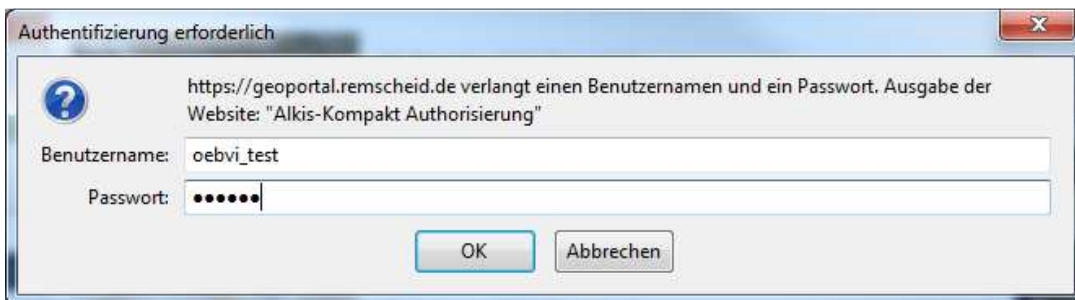 Authentifizierung erforderlich
https://geoportal.remscheid.de verlangt einen Benutzernamen und ein Passwort. Ausgabe der
Website: "Alkis-Kompakt Authorisierung"
Benutzername: oebvi_test
Passwort: ●●●●●●
OK Abbrechen